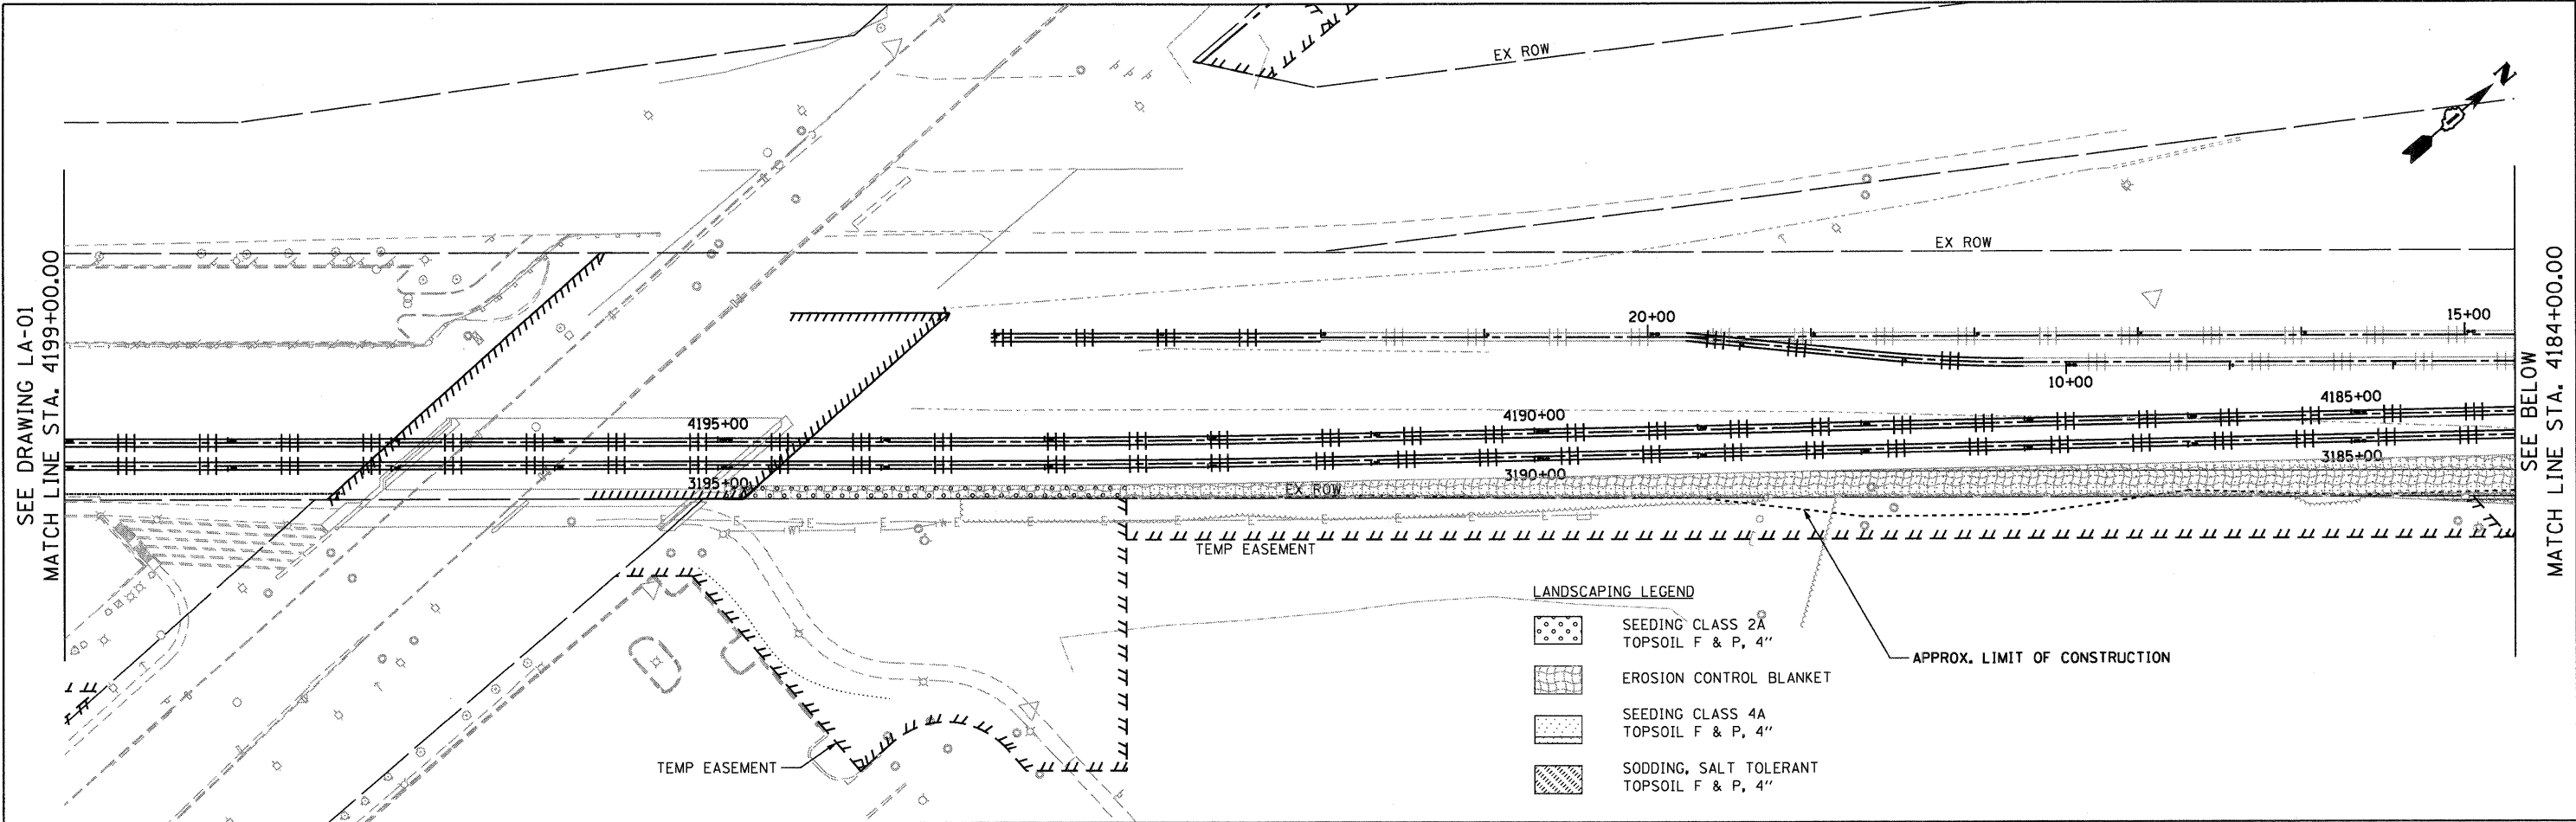 EX ROW
N
EX ROW
SEE DRAWING LA-01
MATCH LINE STA. 4199+00.00
20+00
15+00
10+00
4195+00
4190+00
4185+00
3195+00
3190+00
3185+00
EX ROW
SEE BELOW
MATCH LINE STA. 4184+00.00
E E E E E E E E E
TEMP EASEMENT
LANDSCAPING LEGEND
SEEDING CLASS 2A
TOPSOIL F & P, 4"
EROSION CONTROL BLANKET
SEEDING CLASS 4A
TOPSOIL F & P, 4"
SODDING, SALT TOLERANT
TOPSOIL F & P, 4"
APPROX. LIMIT OF CONSTRUCTION
TEMP EASEMENT